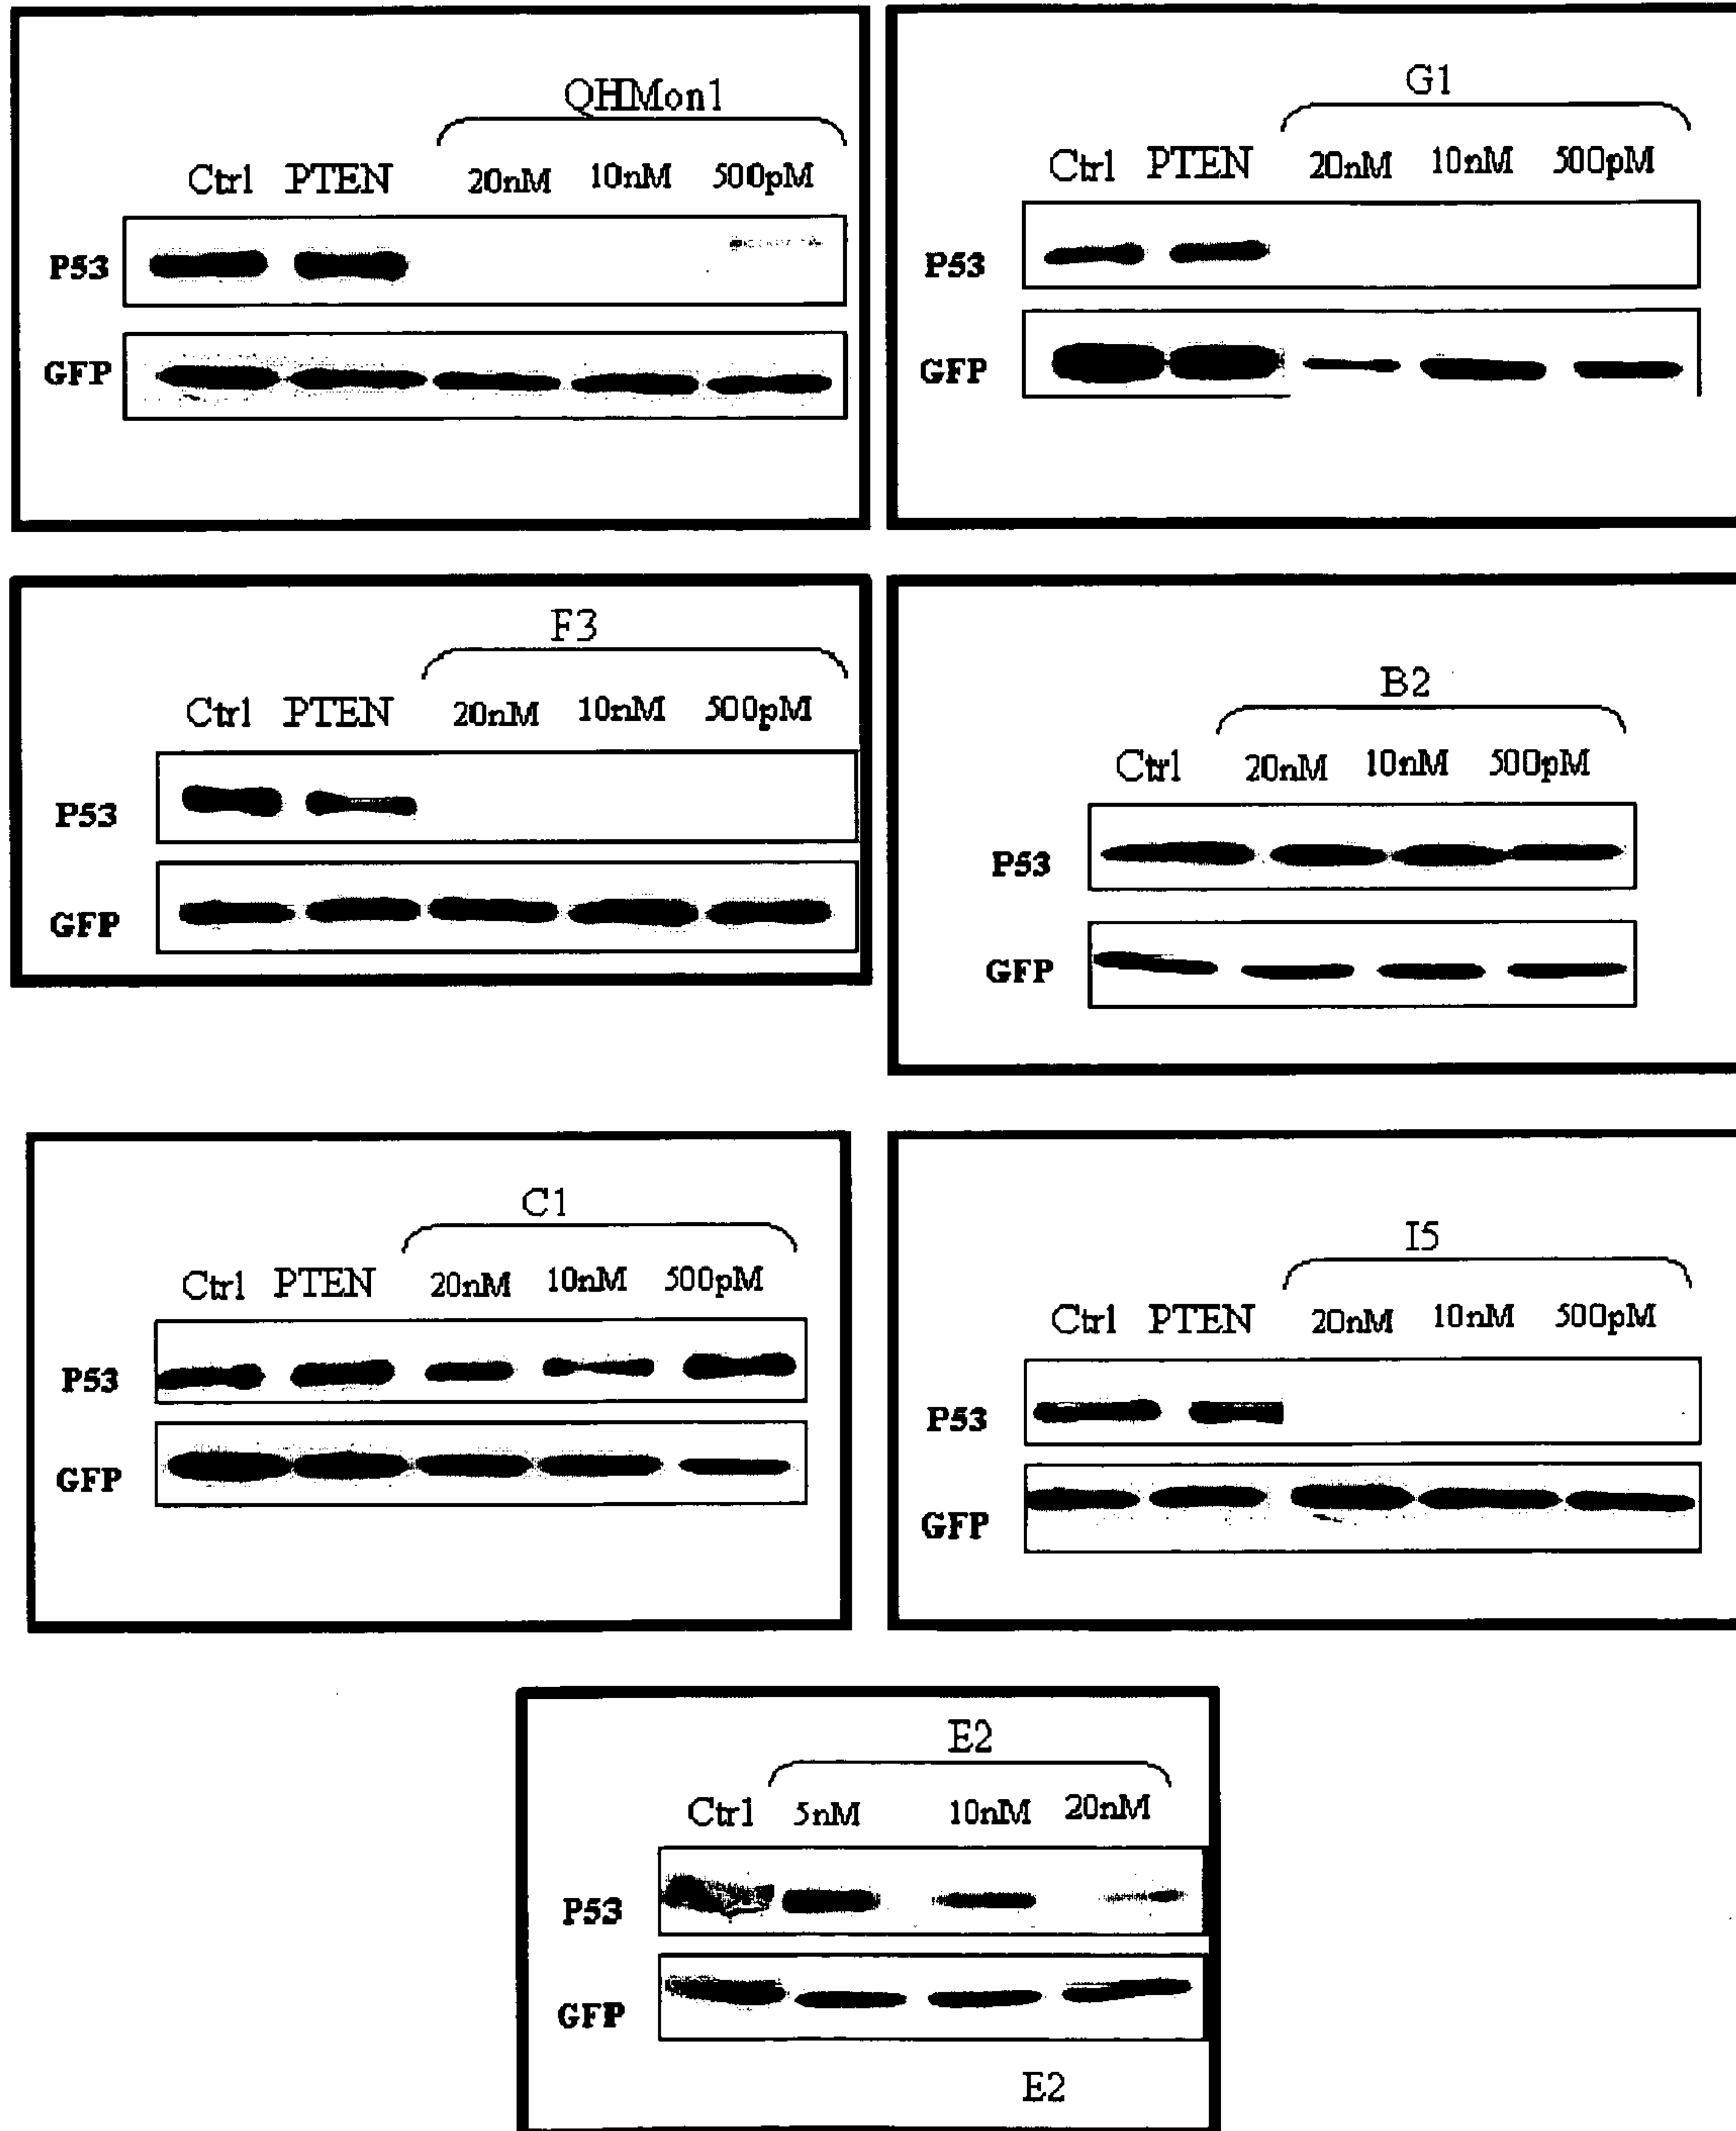 QHMon1
Ctrl PTEN 20nM 10nM 500pM
P53
GFP
G1
Ctrl PTEN 20nM 10nM 500pM
P53
GFP
F3
Ctrl PTEN 20nM 10nM 500pM
P53
GFP
B2
Ctrl 20nM 10nM 500pM
P53
GFP
C1
Ctrl PTEN 20nM 10nM 500pM
P53
GFP
I5
Ctrl PTEN 20nM 10nM 500pM
P53
GFP
E2
Ctrl 5nM 10nM 20nM
P53
GFP
E2